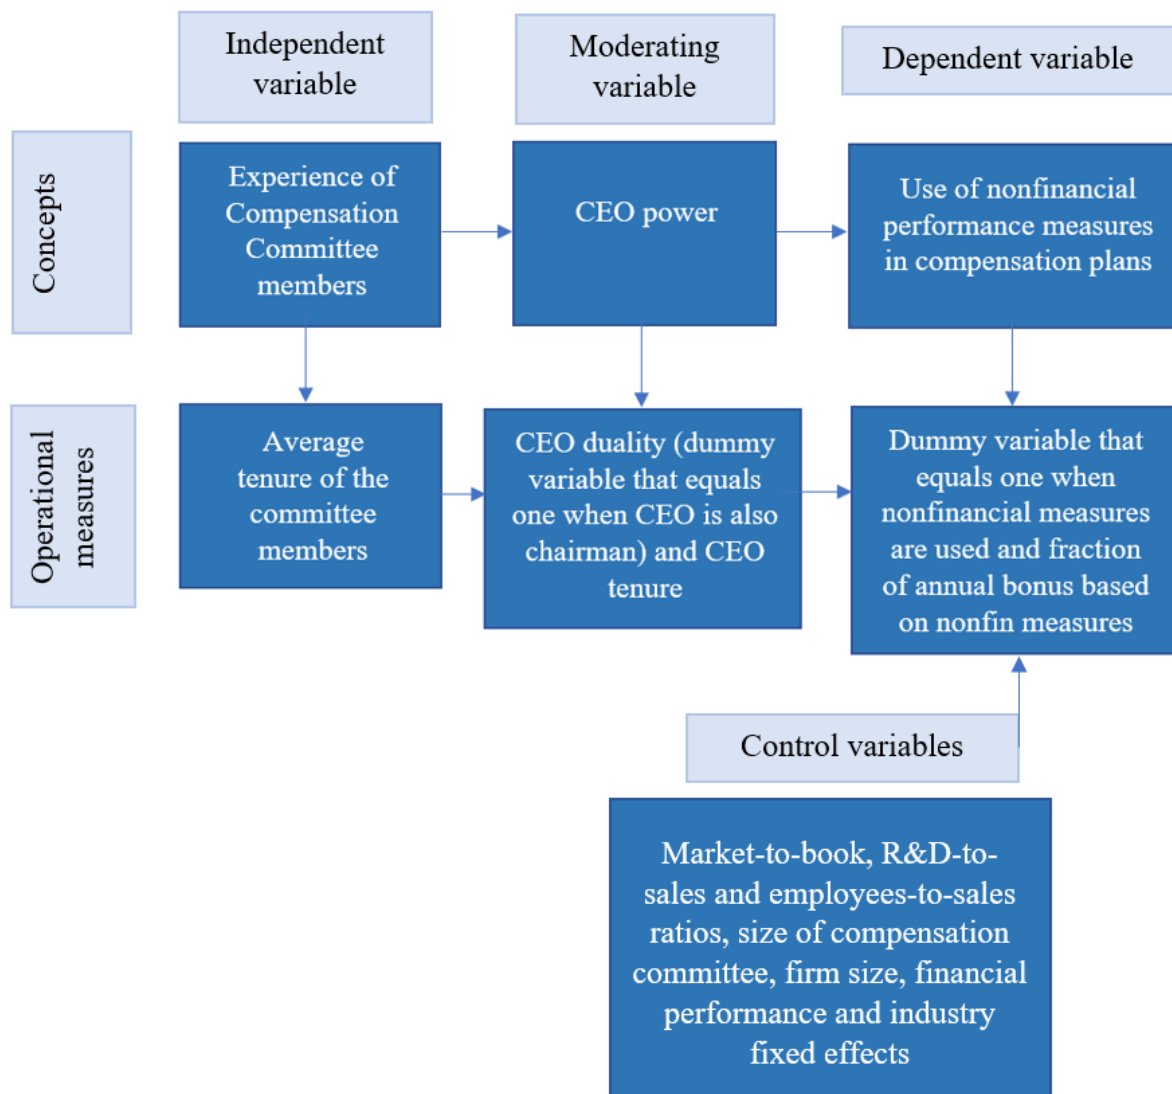 Independent
variable
Moderating
variable
Dependent variable
Concepts
Experience of
Compensation
Committee
members
CEO power
Use of nonfinancial
performance measures
in compensation plans
Operational
measures
Average
tenure of the
committee
members
CEO duality (dummy
variable that equals
one when CEO is also
chairman) and CEO
tenure
Dummy variable that
equals one when
nonfinancial measures
are used and fraction
of annual bonus based
on nonfin measures
Control variables
Market-to-book, R&D-to-
sales and employees-to-sales
ratios, size of compensation
committee, firm size, financial
performance and industry
fixed effects